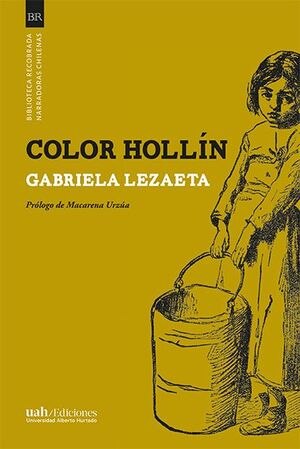 BR
BIBLIOTECA RECOBRADA
NARRADORAS CHILENAS
COLOR HOLLÍN
GABRIELA LEZAETA
Prólogo de Macarena Urzúa
uah/Ediciones
Universidad Alberto Hurtado